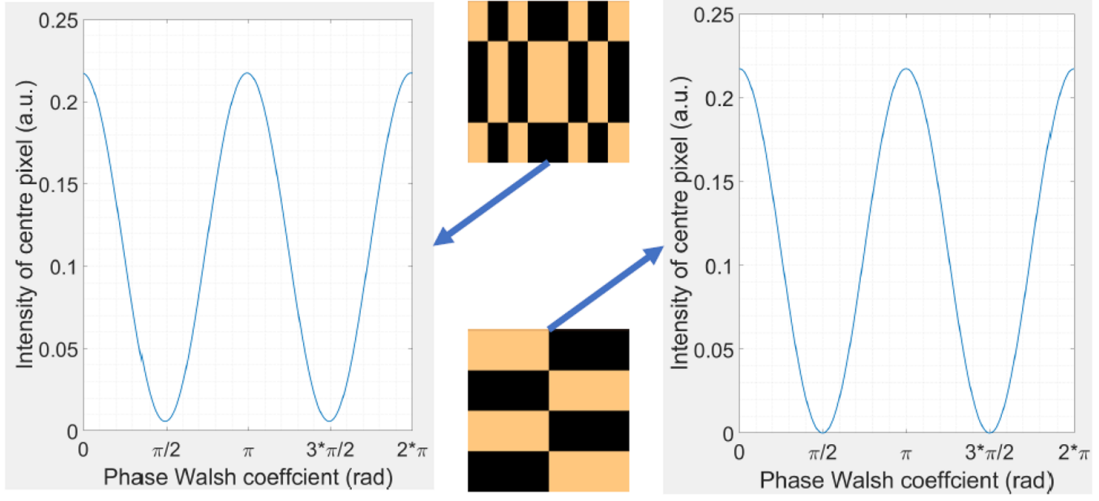 Intensity of centre pixel (a.u.)
0.25
0.2
0.15
0.1
0.05
0
0 π/2 π 3*π/2 2*π
Phase Walsh coeffcient (rad)
Intensity of centre pixel (a.u.)
0.25
0.2
0.15
0.1
0.05
0
0 π/2 π 3*π/2 2*π
Phase Walsh coeffcient (rad)